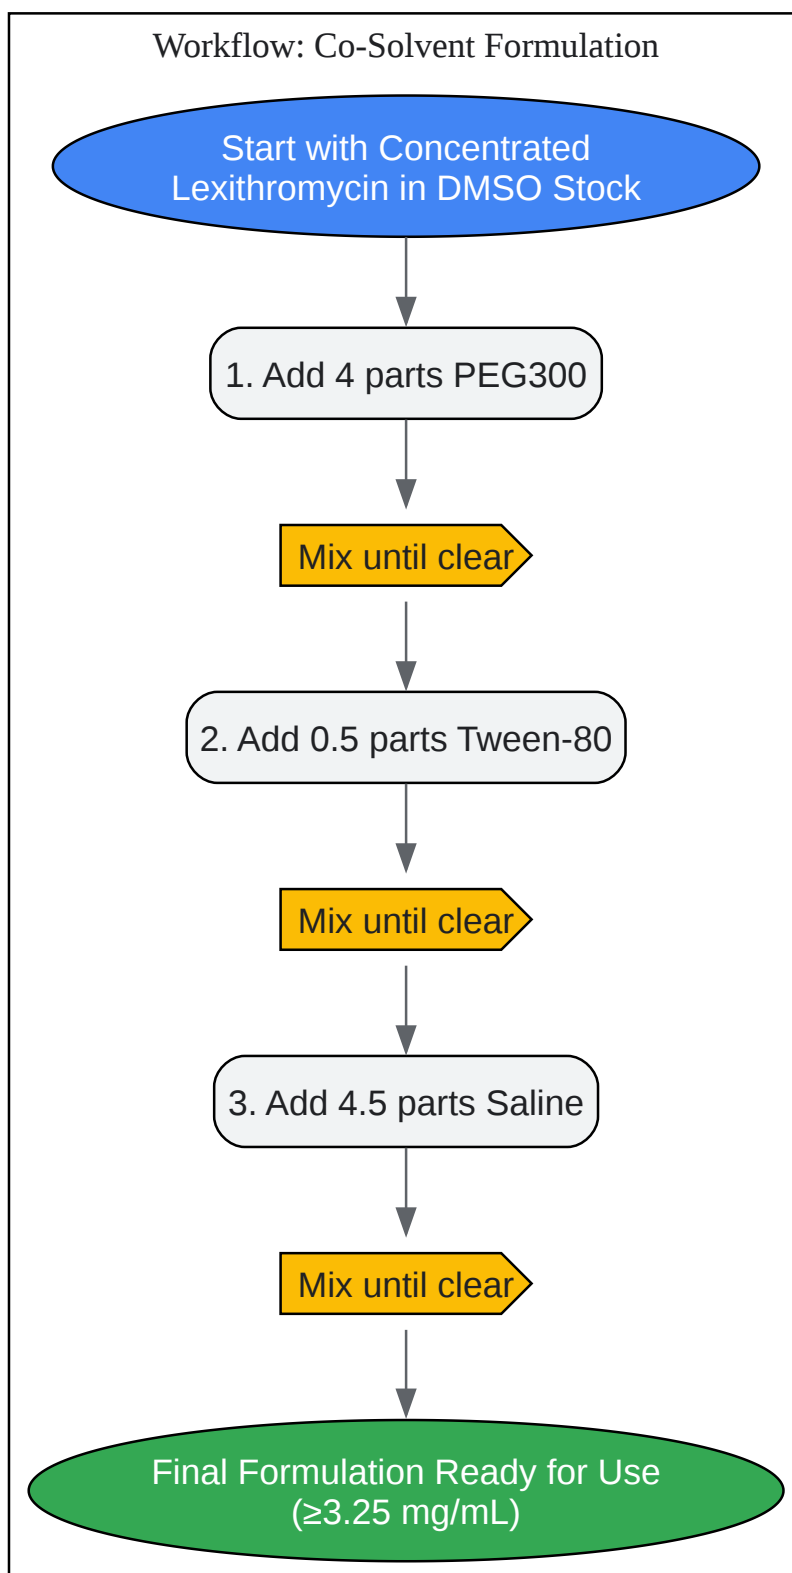 Workflow: Co-Solvent Formulation
Start with Concentrated
Lexithromycin in DMSO Stock
1. Add 4 parts PEG300
Mix until clear
2. Add 0.5 parts Tween-80
Mix until clear
3. Add 4.5 parts Saline
Mix until clear
Final Formulation Ready for Use
(≥3.25 mg/mL)